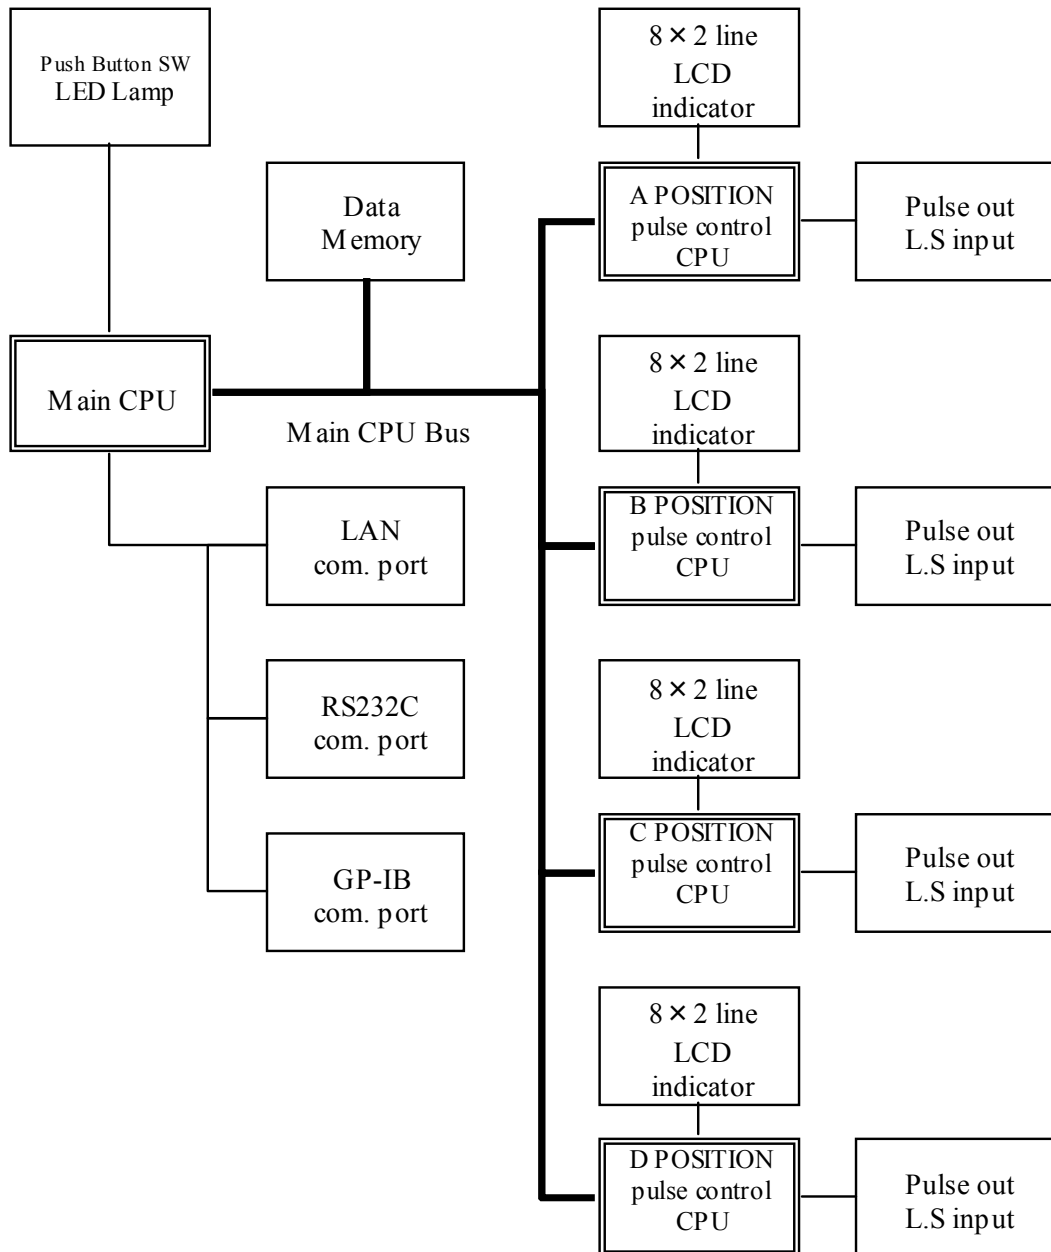 Push Button SW
LED Lamp
8 × 2 line
LCD
indicator
Data
Memory
A POSITION
pulse control
CPU
Pulse out
L.S input
Main CPU
Main CPU Bus
8 × 2 line
LCD
indicator
LAN
com. port
B POSITION
pulse control
CPU
Pulse out
L.S input
RS232C
com. port
8 × 2 line
LCD
indicator
GP-IB
com. port
C POSITION
pulse control
CPU
Pulse out
L.S input
8 × 2 line
LCD
indicator
D POSITION
pulse control
CPU
Pulse out
L.S input